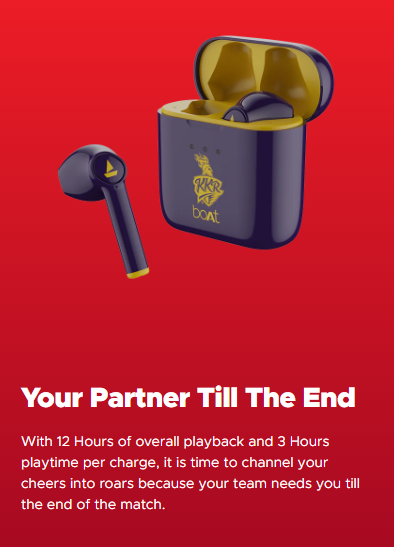 KKR
boAt
Your Partner Till The End
With 12 Hours of overall playback and 3 Hours
playtime per charge, it is time to channel your
cheers into roars because your team needs you till
the end of the match.